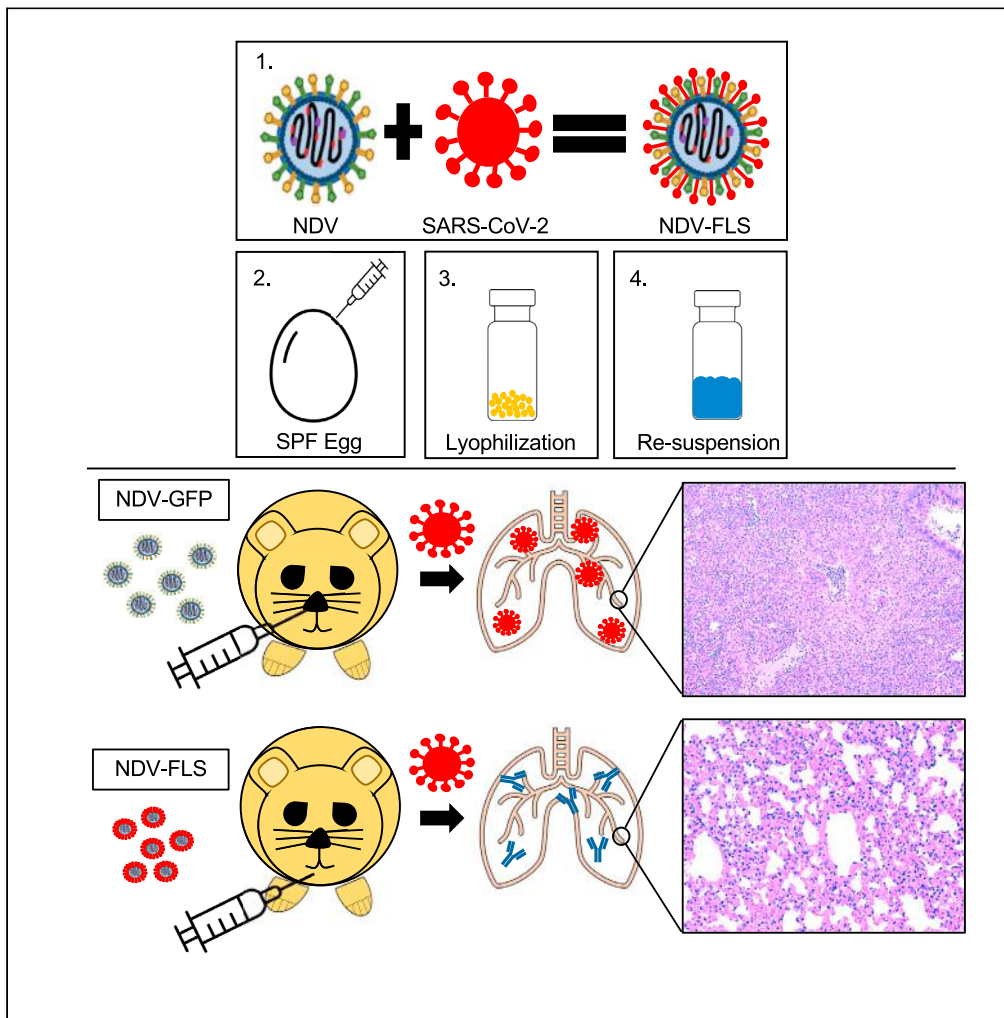 1.
NDV
SARS-CoV-2
NDV-FLS
2.
SPF Egg
3.
Lyophilization
4.
Re-suspension
NDV-GFP
NDV-FLS